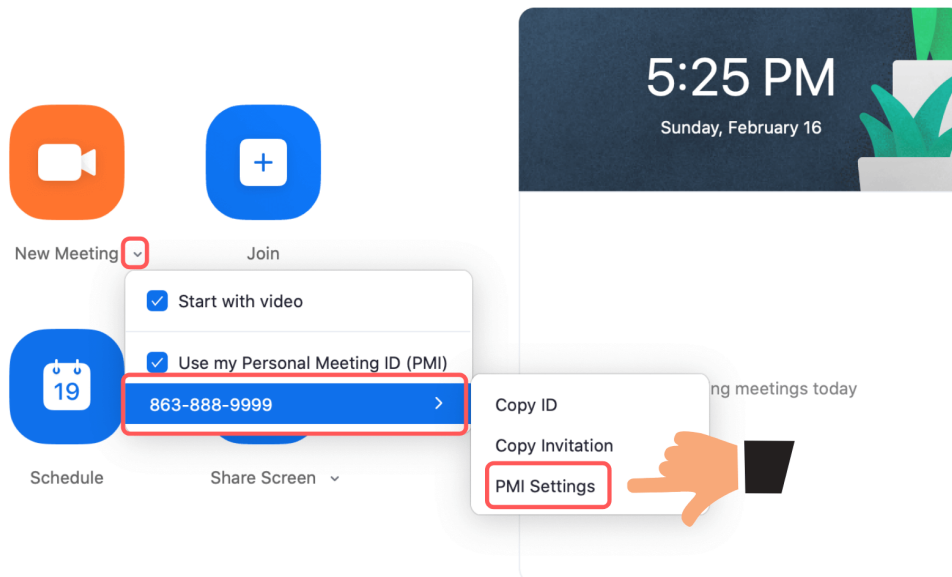 5:25 PM
Sunday, February 16
New Meeting
Join
Start with video
Use my Personal Meeting ID (PMI)
863-888-9999
Copy ID
Copy Invitation
PMI Settings
ng meetings today
19
Schedule
Share Screen